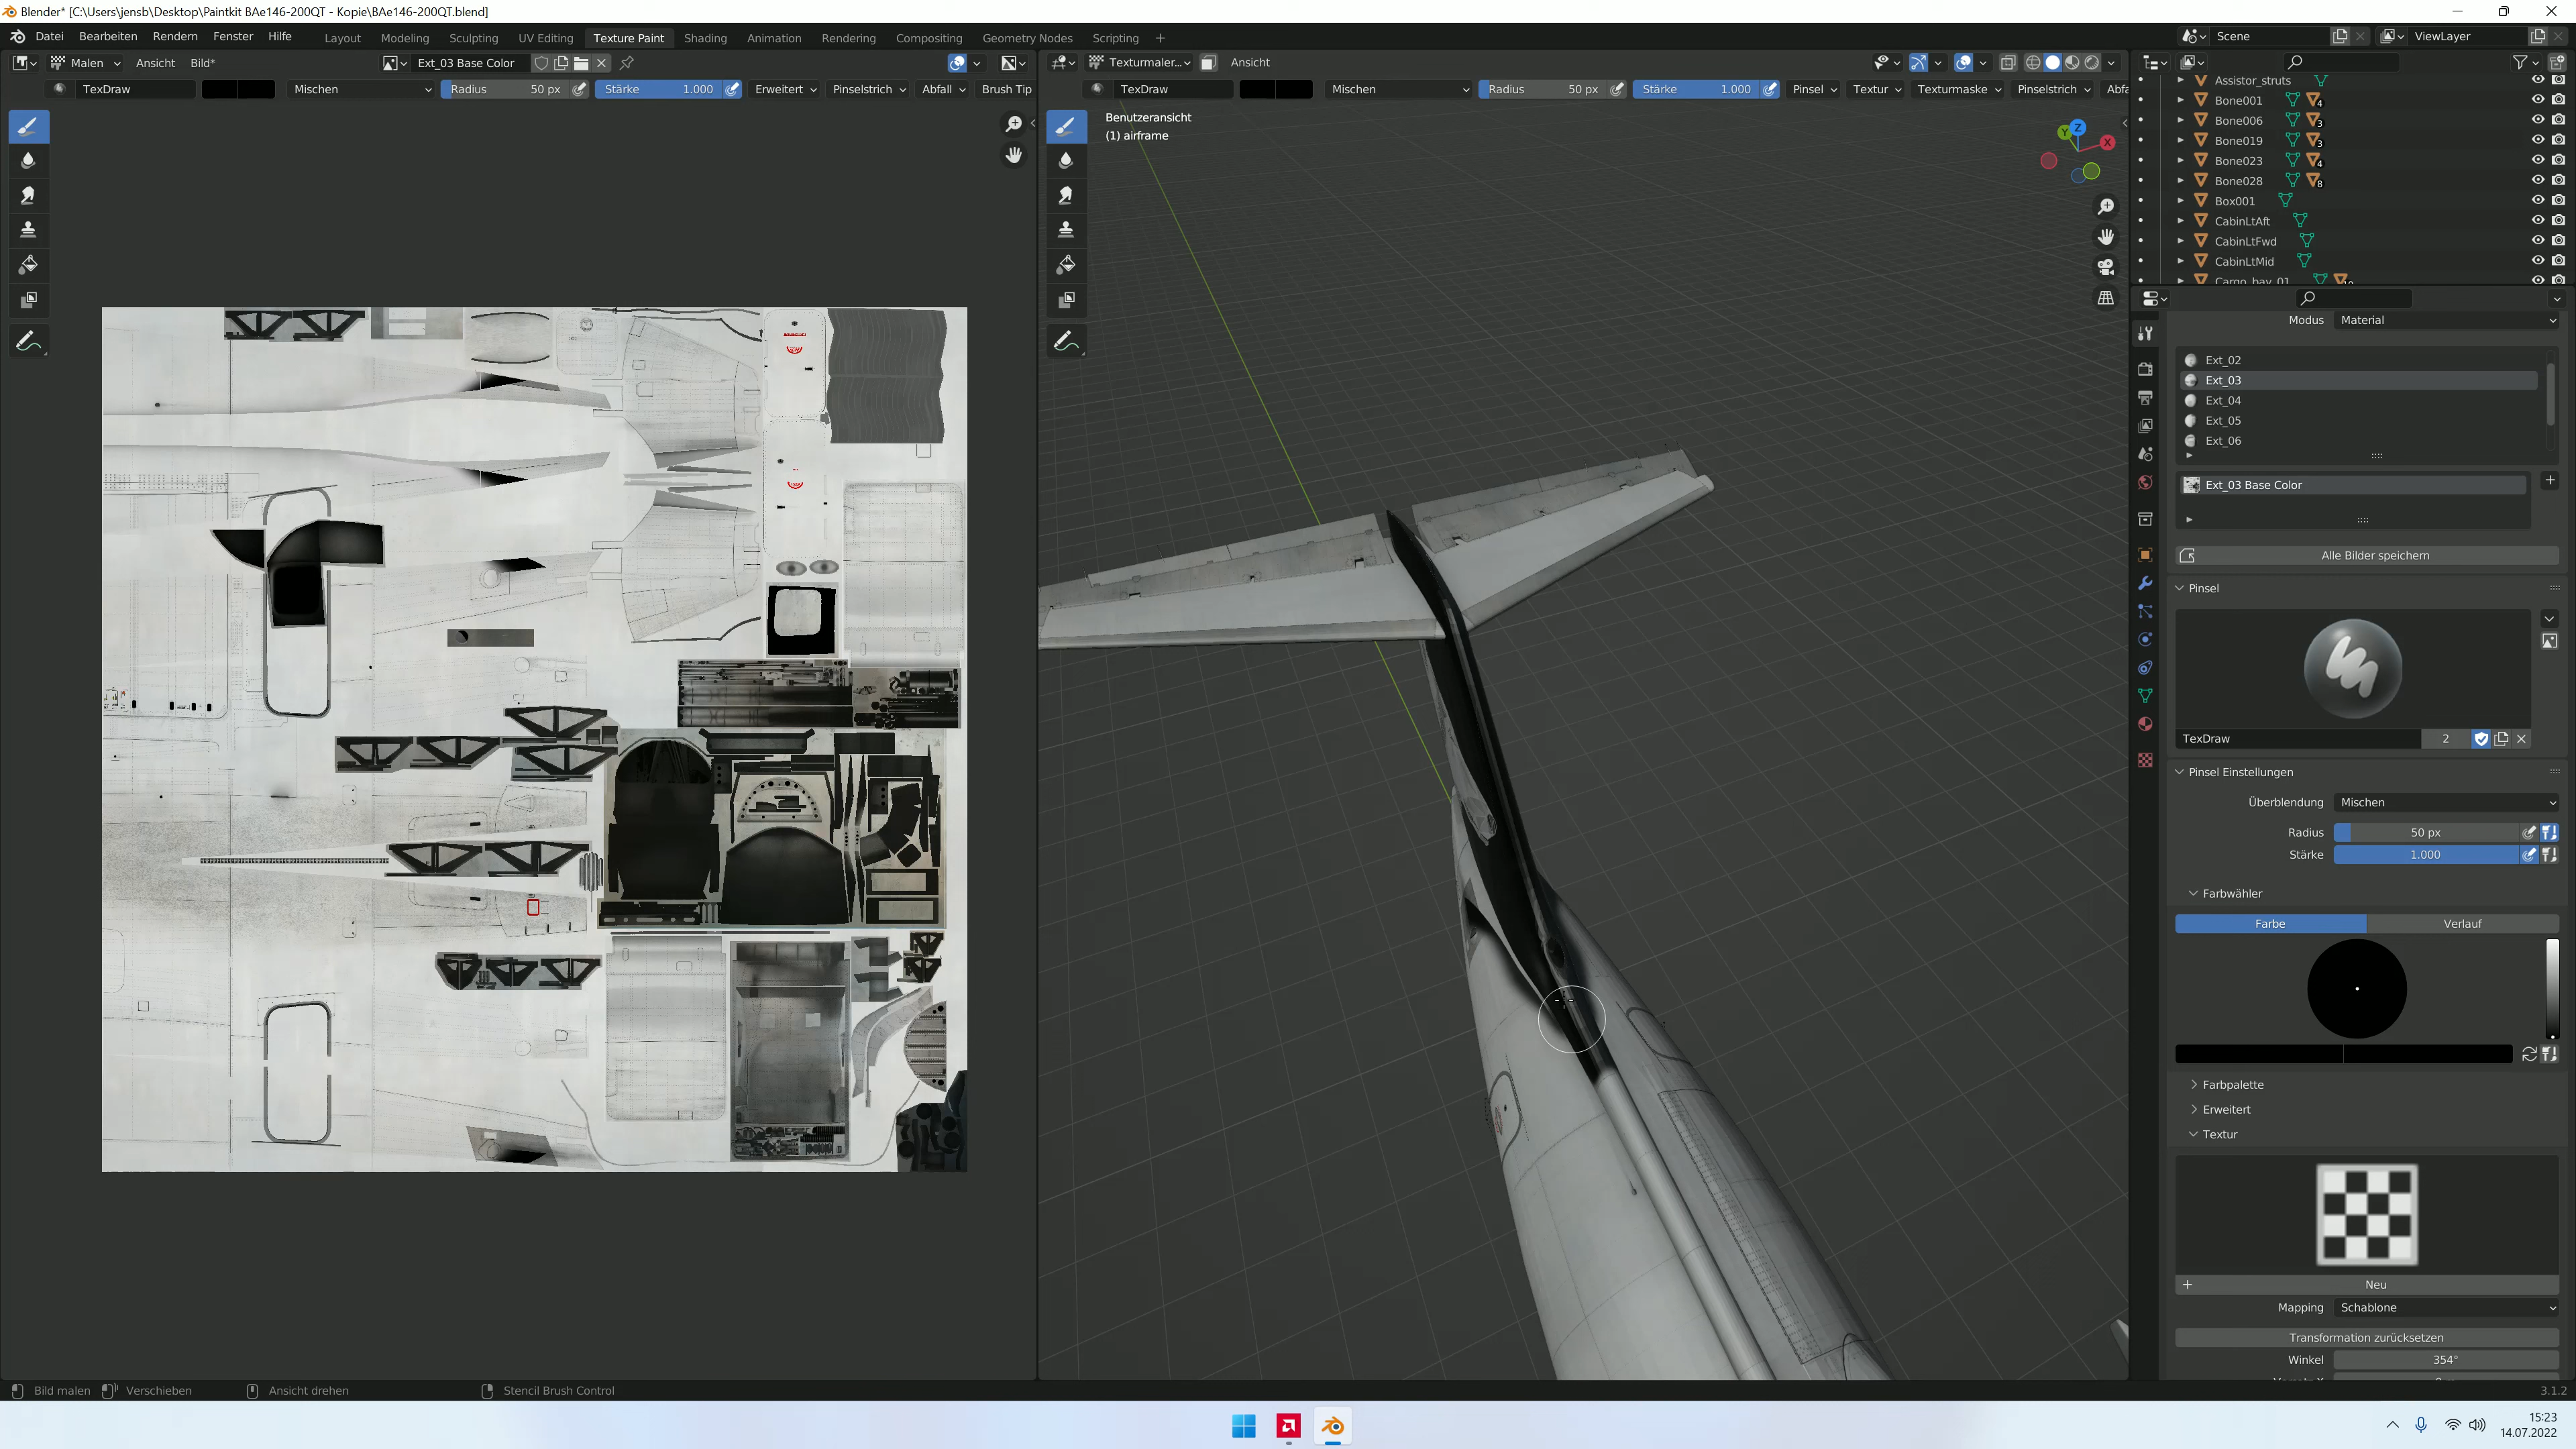 Blender* [C:\Users\jensb\Desktop\Paintkit BAe146-200QT - Kopie\BAe146-200QT.blend]
Datei Bearbeiten Rendern Fenster Hilfe Layout Modeling Sculpting UV Editing Texture Paint Shading Animation Rendering Compositing Geometry Nodes Scripting + Scene ViewLayer
Malen Ansicht Bild* Ext_03 Base Color
TexDraw Mischen Radius 50 px Stärke 1.000 Erweitert Pinselstrich Abfall Brush Tip
Texturmaler... Ansicht
TexDraw Mischen Radius 50 px Stärke 1.000 Pinsel Textur Texturmaske Pinselstrich Abfa
Benutzeransicht
(1) airframe
Z
Y
X
Assistor_struts
Bone001 4
Bone006 3
Bone019 3
Bone023 4
Bone028 8
Box001
CabinLtAft
CabinLtFwd
CabinLtMid
Cargo_bay_01
Modus Material
Ext_02
Ext_03
Ext_04
Ext_05
Ext_06
Ext_03 Base Color
Alle Bilder speichern
Pinsel
TexDraw 2
Pinsel Einstellungen
Überblendung Mischen
Radius 50 px
Stärke 1.000
Farbwähler
Farbe Verlauf
Farbpalette
Erweitert
Textur
+ Neu
Mapping Schablone
Transformation zurücksetzen
Winkel 354°
Bild malen Verschieben Ansicht drehen Stencil Brush Control 3.1.2
15:23
14.07.2022